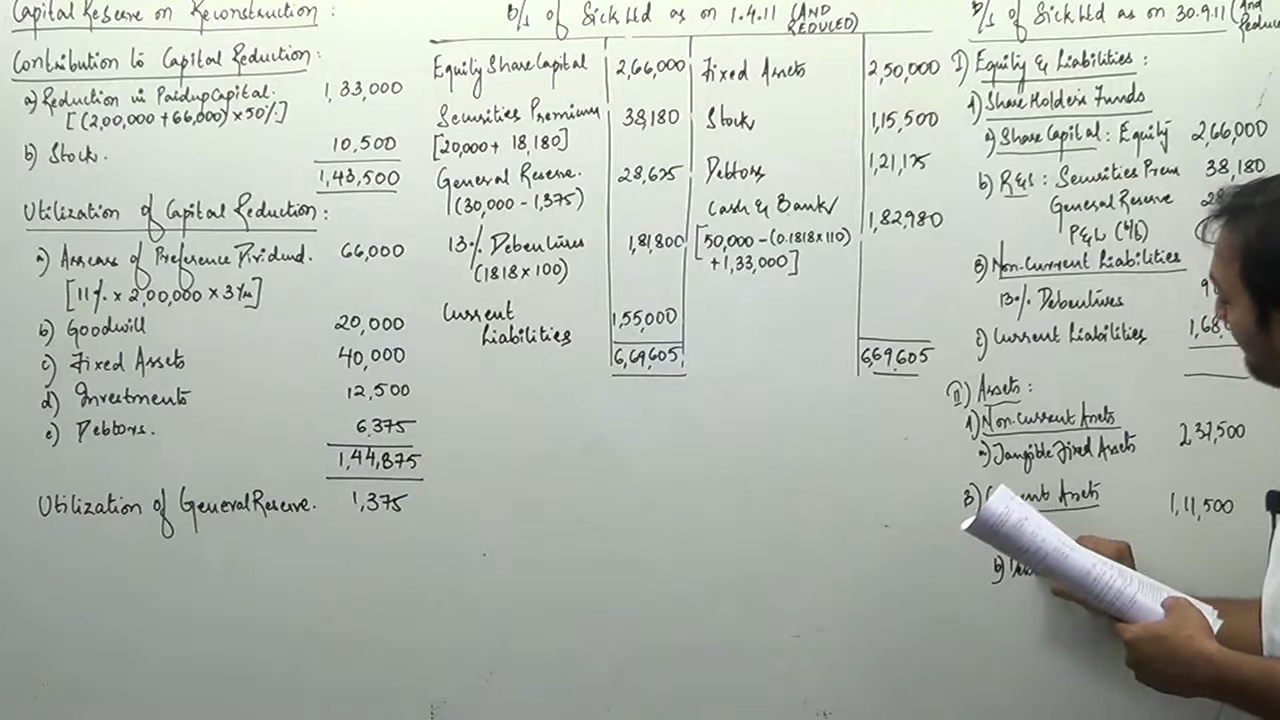 Capital Reserve on Reconstruction :
Contribution to Capital Reduction :
a) Reduction in Paidup Capital. 1,33,000
[(2,00,000 + 66,000) x 50%]
b) Stock. 10,500
1,43,500
Utilization of Capital Reduction :
a) Arrears of Preference Dividend. 66,000
[11% x 2,00,000 x 3 Yrs]
b) Goodwill 20,000
c) Fixed Assets 40,000
d) Investments 12,500
e) Debtors. 6,375
1,44,875
Utilization of General Reserve. 1,375
B/S of Sick Ltd as on 1.4.11 (AND REDUCED)
Equity Share Capital 2,66,000 Fixed Assets 2,50,000
Securities Premium 38,180 Stock 1,15,500
[20,000 + 18,180]
General Reserve 28,625 Debtors 1,21,125
(30,000 - 1,375)
Cash & Bank 1,82,980
13% Debentures 1,81,800 [50,000 - (0.1818 x 110)
(1818 x 100) + 1,33,000]
Current
Liabilities 1,55,000
6,69,605 6,69,605
B/S of Sick Ltd as on 30.9.11 (And
Reduce
I) Equity & Liabilities :
1) Share Holders Funds
a) Share Capital : Equity 2,66,000
b) R&S : Securities Prem 38,180
General Reserve 28
P&L (b/f) (
B) Non-Current Liabilities
13% Debentures
C) Current Liabilities 1,68,
II) Assets :
1) Non-Current Assets
a) Tangible Fixed Assets 2,37,500
B) Assets
1,11,500
b)